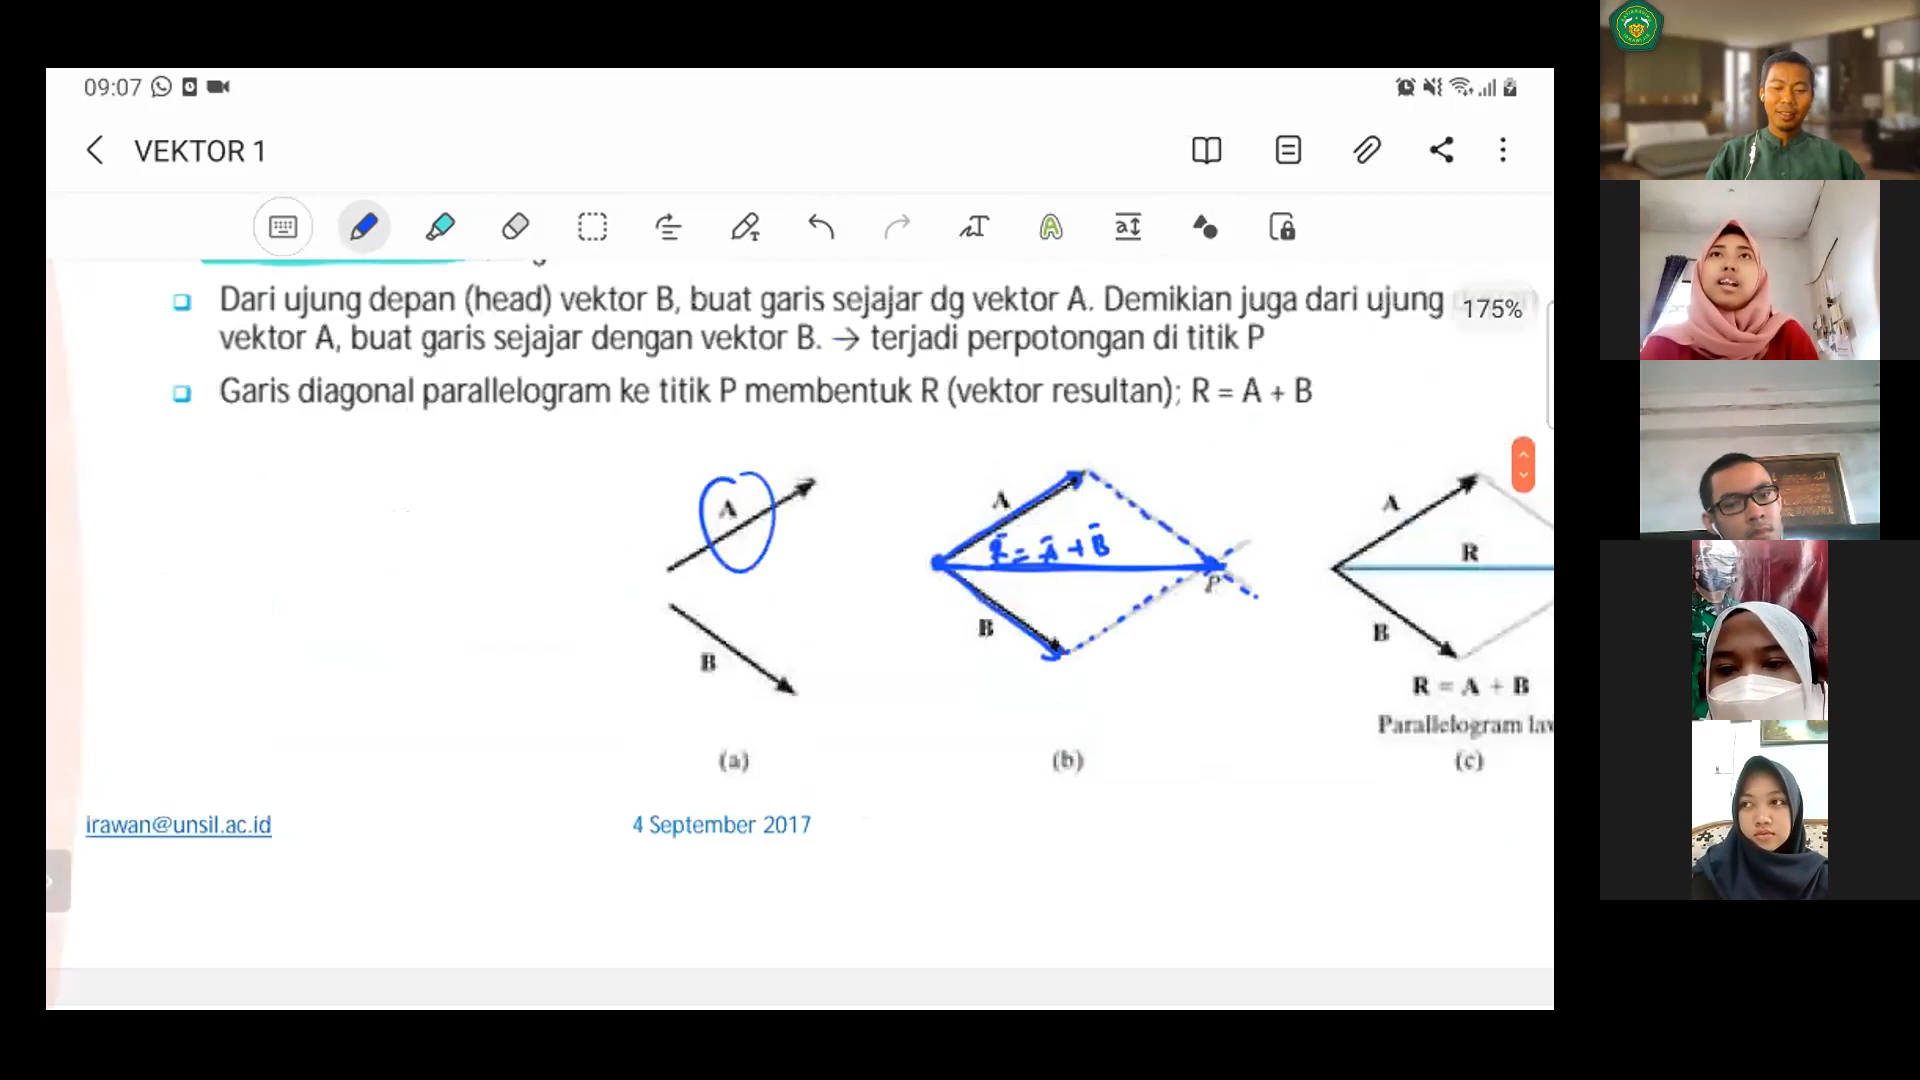 09:07
VEKTOR 1
Dari ujung depan (head) vektor B, buat garis sejajar dg vektor A. Demikian juga dari ujung
175%
vektor A, buat garis sejajar dengan vektor B. → terjadi perpotongan di titik P
Garis diagonal parallelogram ke titik P membentuk R (vektor resultan); R = A + B
A
B
(a)
A
R̄ = Ā + B̄
P
B
(b)
A
R
B
R = A + B
Parallelogram law
(c)
irawan@unsil.ac.id
4 September 2017